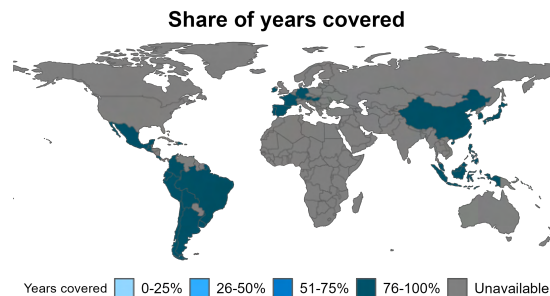 Share of years covered
Years covered 0-25% 26-50% 51-75% 76-100% Unavailable